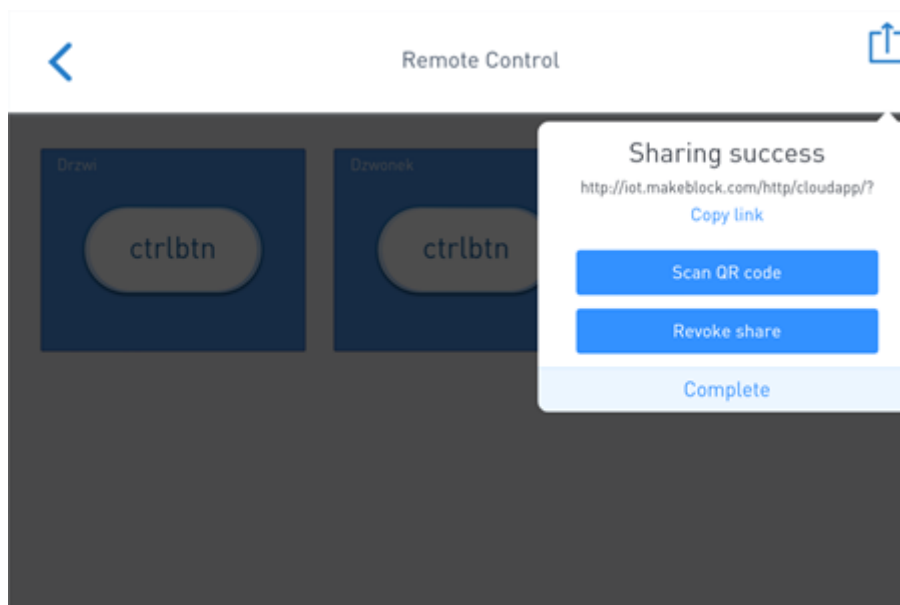 Remote Control
Drzwi
ctrlbtn
Dzwonek
ctrlbtn
Sharing success
http://iot.makeblock.com/http/cloudapp/?
Copy link
Scan QR code
Revoke share
Complete